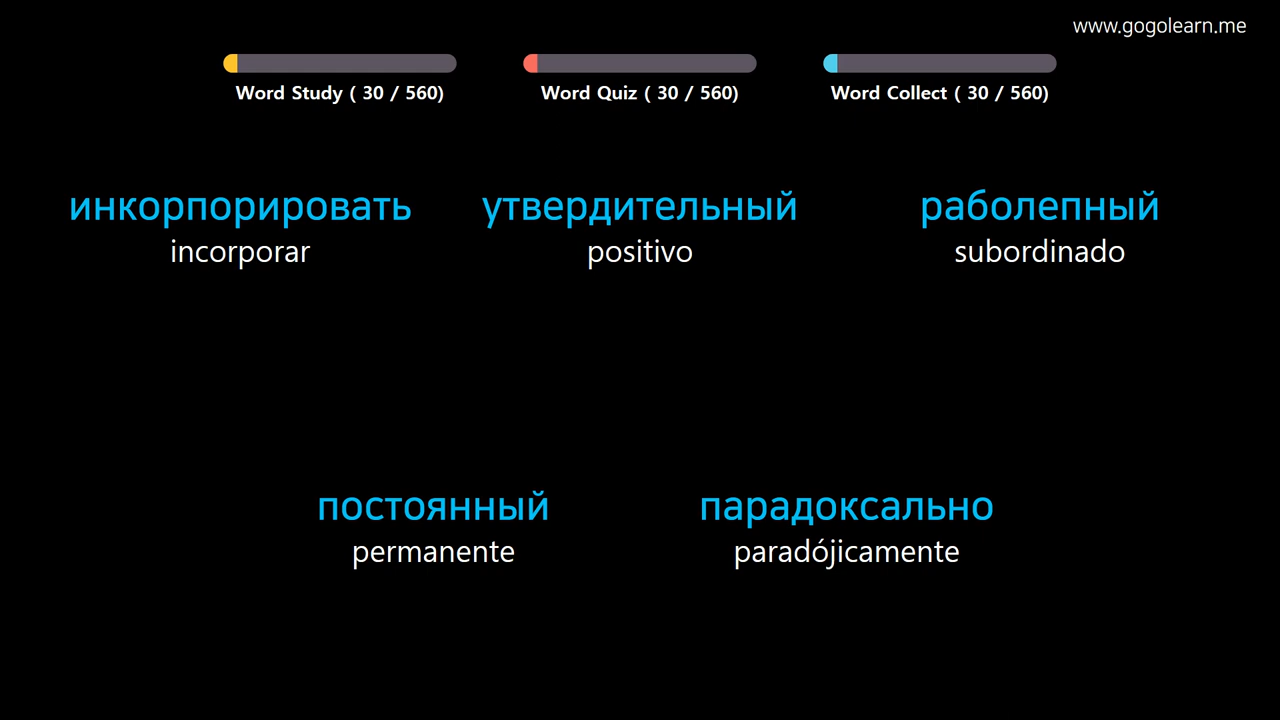 www.gogolearn.me
Word Study ( 30 / 560)
Word Quiz ( 30 / 560)
Word Collect ( 30 / 560)
инкорпорировать
incorporar
утвердительный
positivo
раболепный
subordinado
постоянный
permanente
парадоксально
paradójicamente